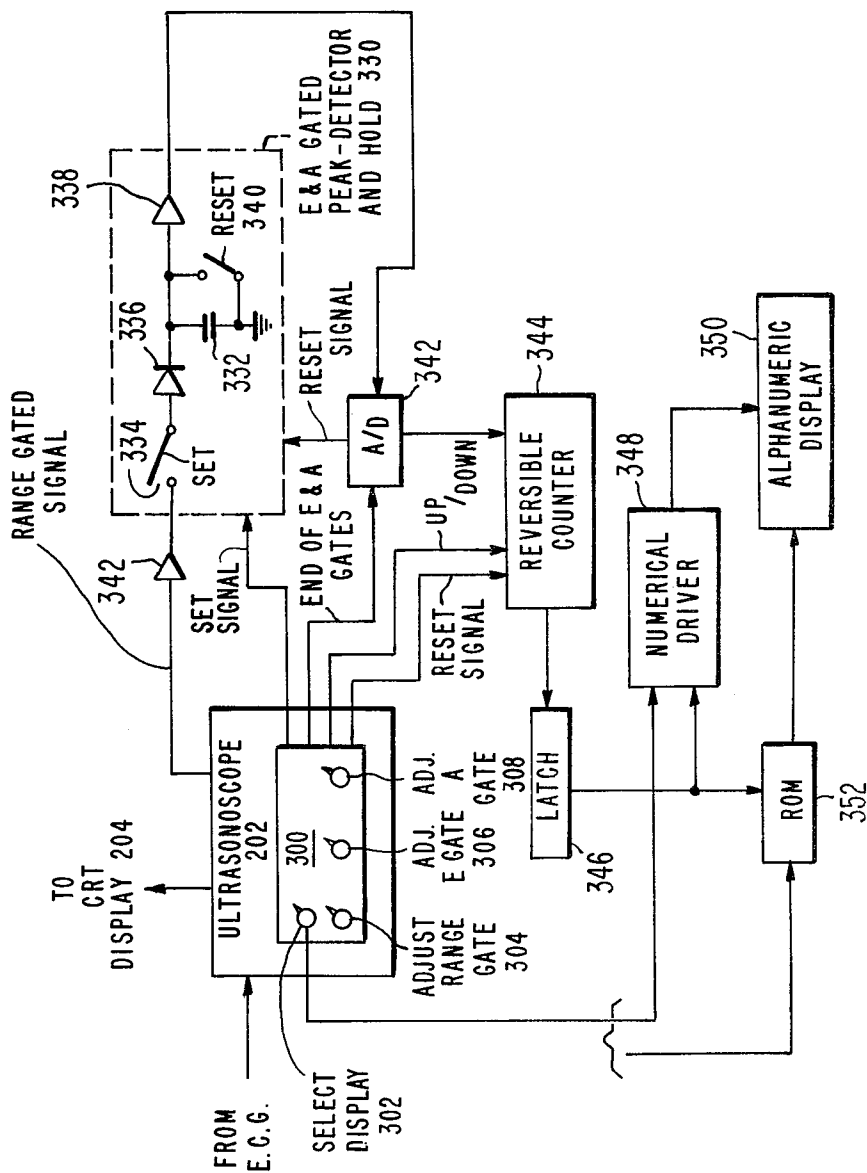 TO
CRT
DISPLAY 204
FROM
E.C.G.
ULTRASONOSCOPE
202
300
SELECT
DISPLAY
302
ADJUST
RANGE
GATE
304
ADJ.
E GATE
306
ADJ.
A
GATE
308
RANGE GATED
SIGNAL
342
SET
SIGNAL
334
SET
336
332
RESET
340
338
E&A GATED
PEAK-DETECTOR
AND HOLD 330
RESET
SIGNAL
END OF E&A
GATES
A/D
342
UP/DOWN
RESET
SIGNAL
REVERSIBLE
COUNTER
344
LATCH
346
NUMERICAL
DRIVER
348
ALPHANUMERIC
DISPLAY
350
ROM
352